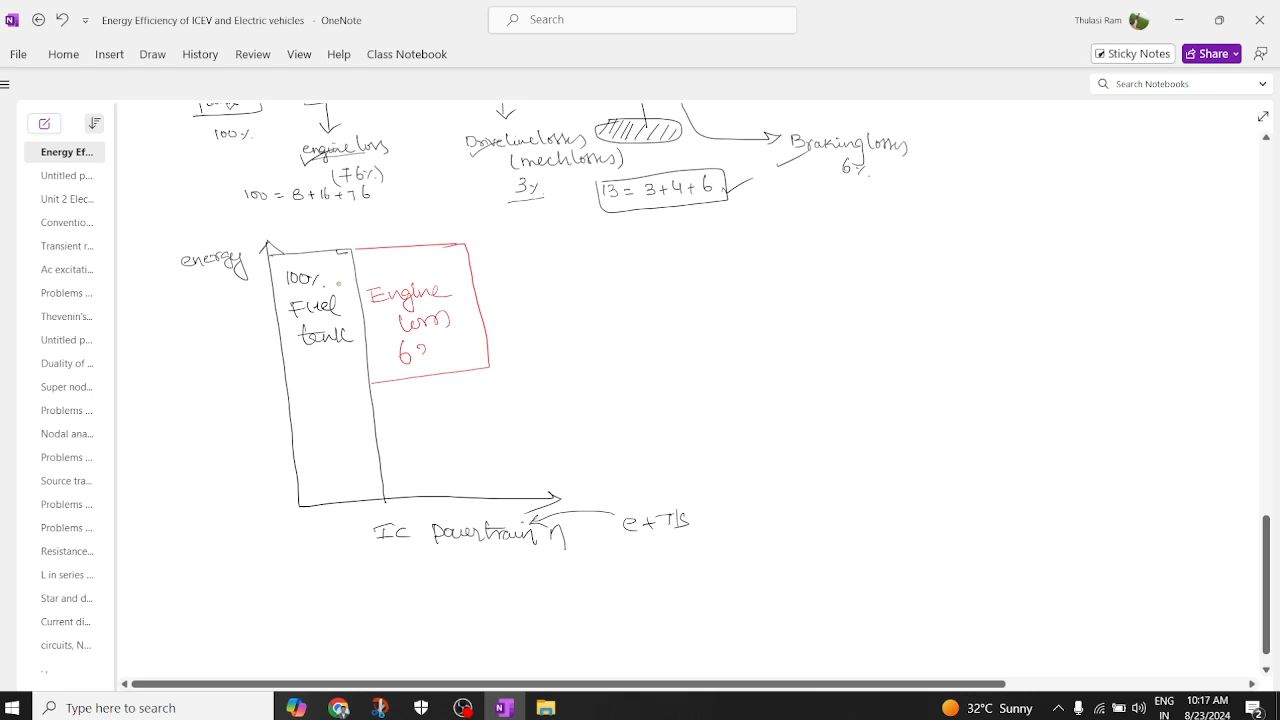 Energy Efficiency of ICEV and Electric vehicles - OneNote
Search
Thulasi Ram
File Home Insert Draw History Review View Help Class Notebook
Sticky Notes
Share
Search Notebooks
Energy Ef...
Untitled p...
Unit 2 Elec...
Conventio...
Transient r...
Ac excitati...
Problems ...
Thevenin's...
Untitled p...
Duality of ...
Super nod...
Problems ...
Nodal ana...
Problems ...
Source tra...
Problems ...
Problems ...
Resistance...
L in series ...
Star and d...
Current di...
circuits, N...
100%
engine loss
(76%)
100 = 8+16+76
Driveline losses
(mech losses)
3%
13 = 3+4+6
Braking losses
6%
energy
100%
Fuel
tank
Engine
loss
6
IC powertrain η
e+T/S
Type here to search
32°C Sunny
ENG
IN
10:17 AM
8/23/2024
2